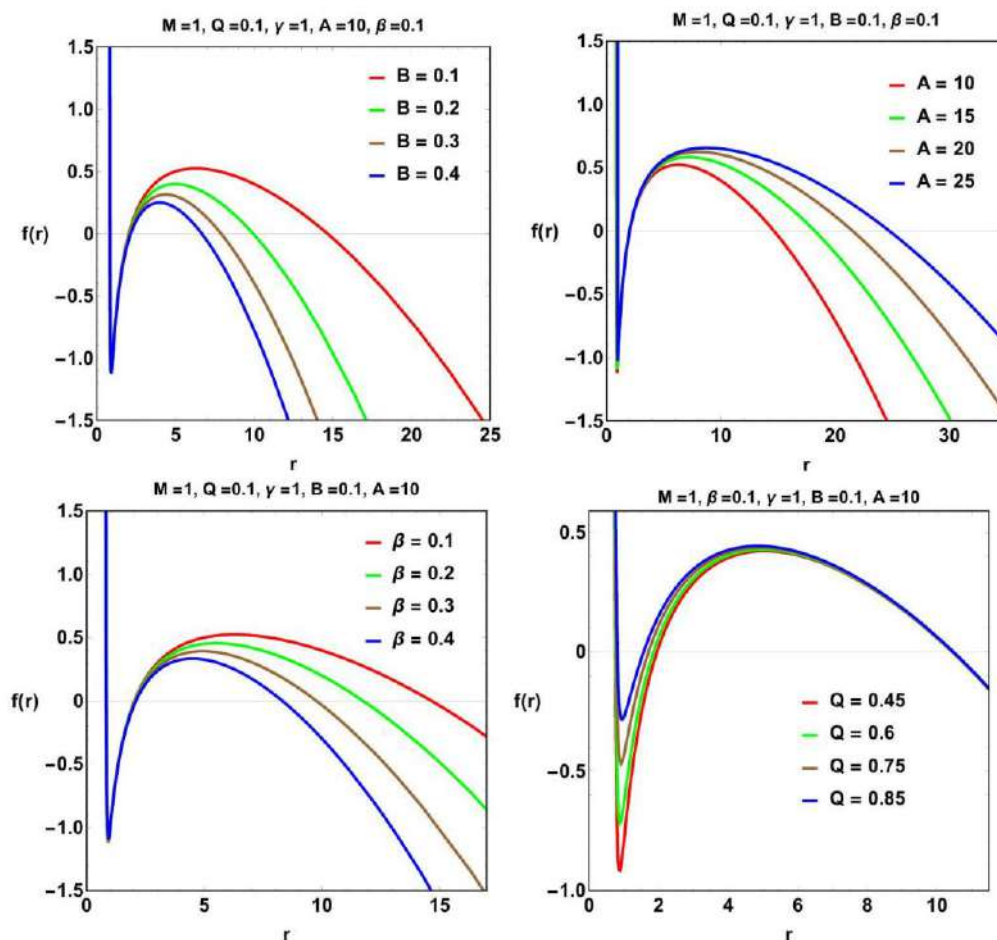 M =1, Q =0.1, γ =1, A =10, β =0.1
1.5
1.0
0.5
0
−0.5
−1.0
−1.5
f(r)
B = 0.1
B = 0.2
B = 0.3
B = 0.4
0 5 10 15 20 25
r
M =1, Q =0.1, γ =1, B =0.1, β =0.1
1.5
1.0
0.5
0
−0.5
−1.0
−1.5
f(r)
A = 10
A = 15
A = 20
A = 25
0 10 20 30
r
M =1, Q =0.1, γ =1, B =0.1, A =10
1.5
1.0
0.5
0
−0.5
−1.0
−1.5
f(r)
β = 0.1
β = 0.2
β = 0.3
β = 0.4
0 5 10 15
r
M =1, β =0.1, γ =1, B =0.1, A =10
0.5
0
−0.5
−1.0
f(r)
Q = 0.45
Q = 0.6
Q = 0.75
Q = 0.85
0 2 4 6 8 10
r